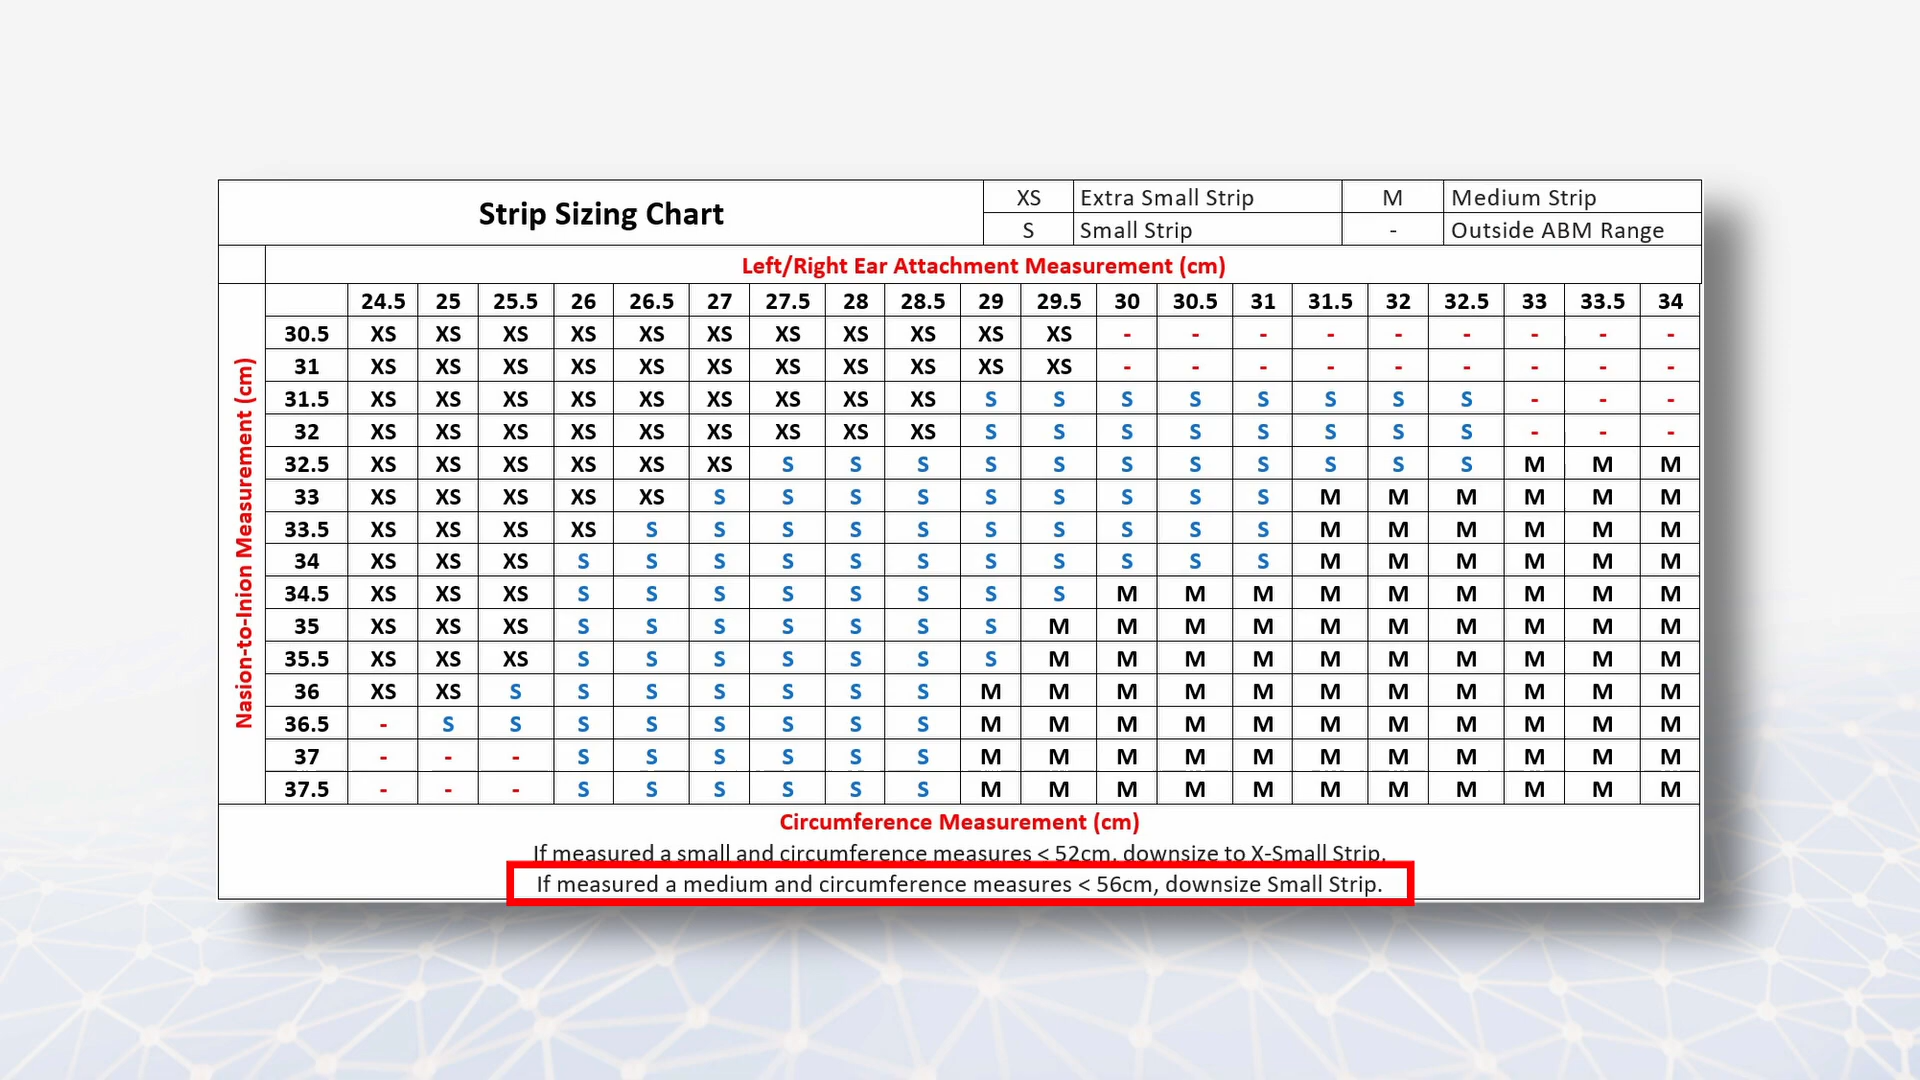 Strip Sizing Chart
XS Extra Small Strip M Medium Strip
S Small Strip - Outside ABM Range
Left/Right Ear Attachment Measurement (cm)
Nasion-to-Inion Measurement (cm)
24.5 25 25.5 26 26.5 27 27.5 28 28.5 29 29.5 30 30.5 31 31.5 32 32.5 33 33.5 34
30.5 XS XS XS XS XS XS XS XS XS XS XS - - - - - - - - -
31 XS XS XS XS XS XS XS XS XS XS XS - - - - - - - - -
31.5 XS XS XS XS XS XS XS XS XS S S S S S S S S - - -
32 XS XS XS XS XS XS XS XS XS S S S S S S S S - - -
32.5 XS XS XS XS XS XS S S S S S S S S S S S M M M
33 XS XS XS XS XS S S S S S S S S S M M M M M M
33.5 XS XS XS XS S S S S S S S S S S M M M M M M
34 XS XS XS S S S S S S S S S S S M M M M M M
34.5 XS XS XS S S S S S S S S M M M M M M M M M
35 XS XS XS S S S S S S S M M M M M M M M M M
35.5 XS XS XS S S S S S S S M M M M M M M M M M
36 XS XS S S S S S S S M M M M M M M M M M M
36.5 - S S S S S S S S M M M M M M M M M M M
37 - - - S S S S S S M M M M M M M M M M M
37.5 - - - S S S S S S M M M M M M M M M M M
Circumference Measurement (cm)
If measured a small and circumference measures < 52cm, downsize to X-Small Strip.
If measured a medium and circumference measures < 56cm, downsize Small Strip.